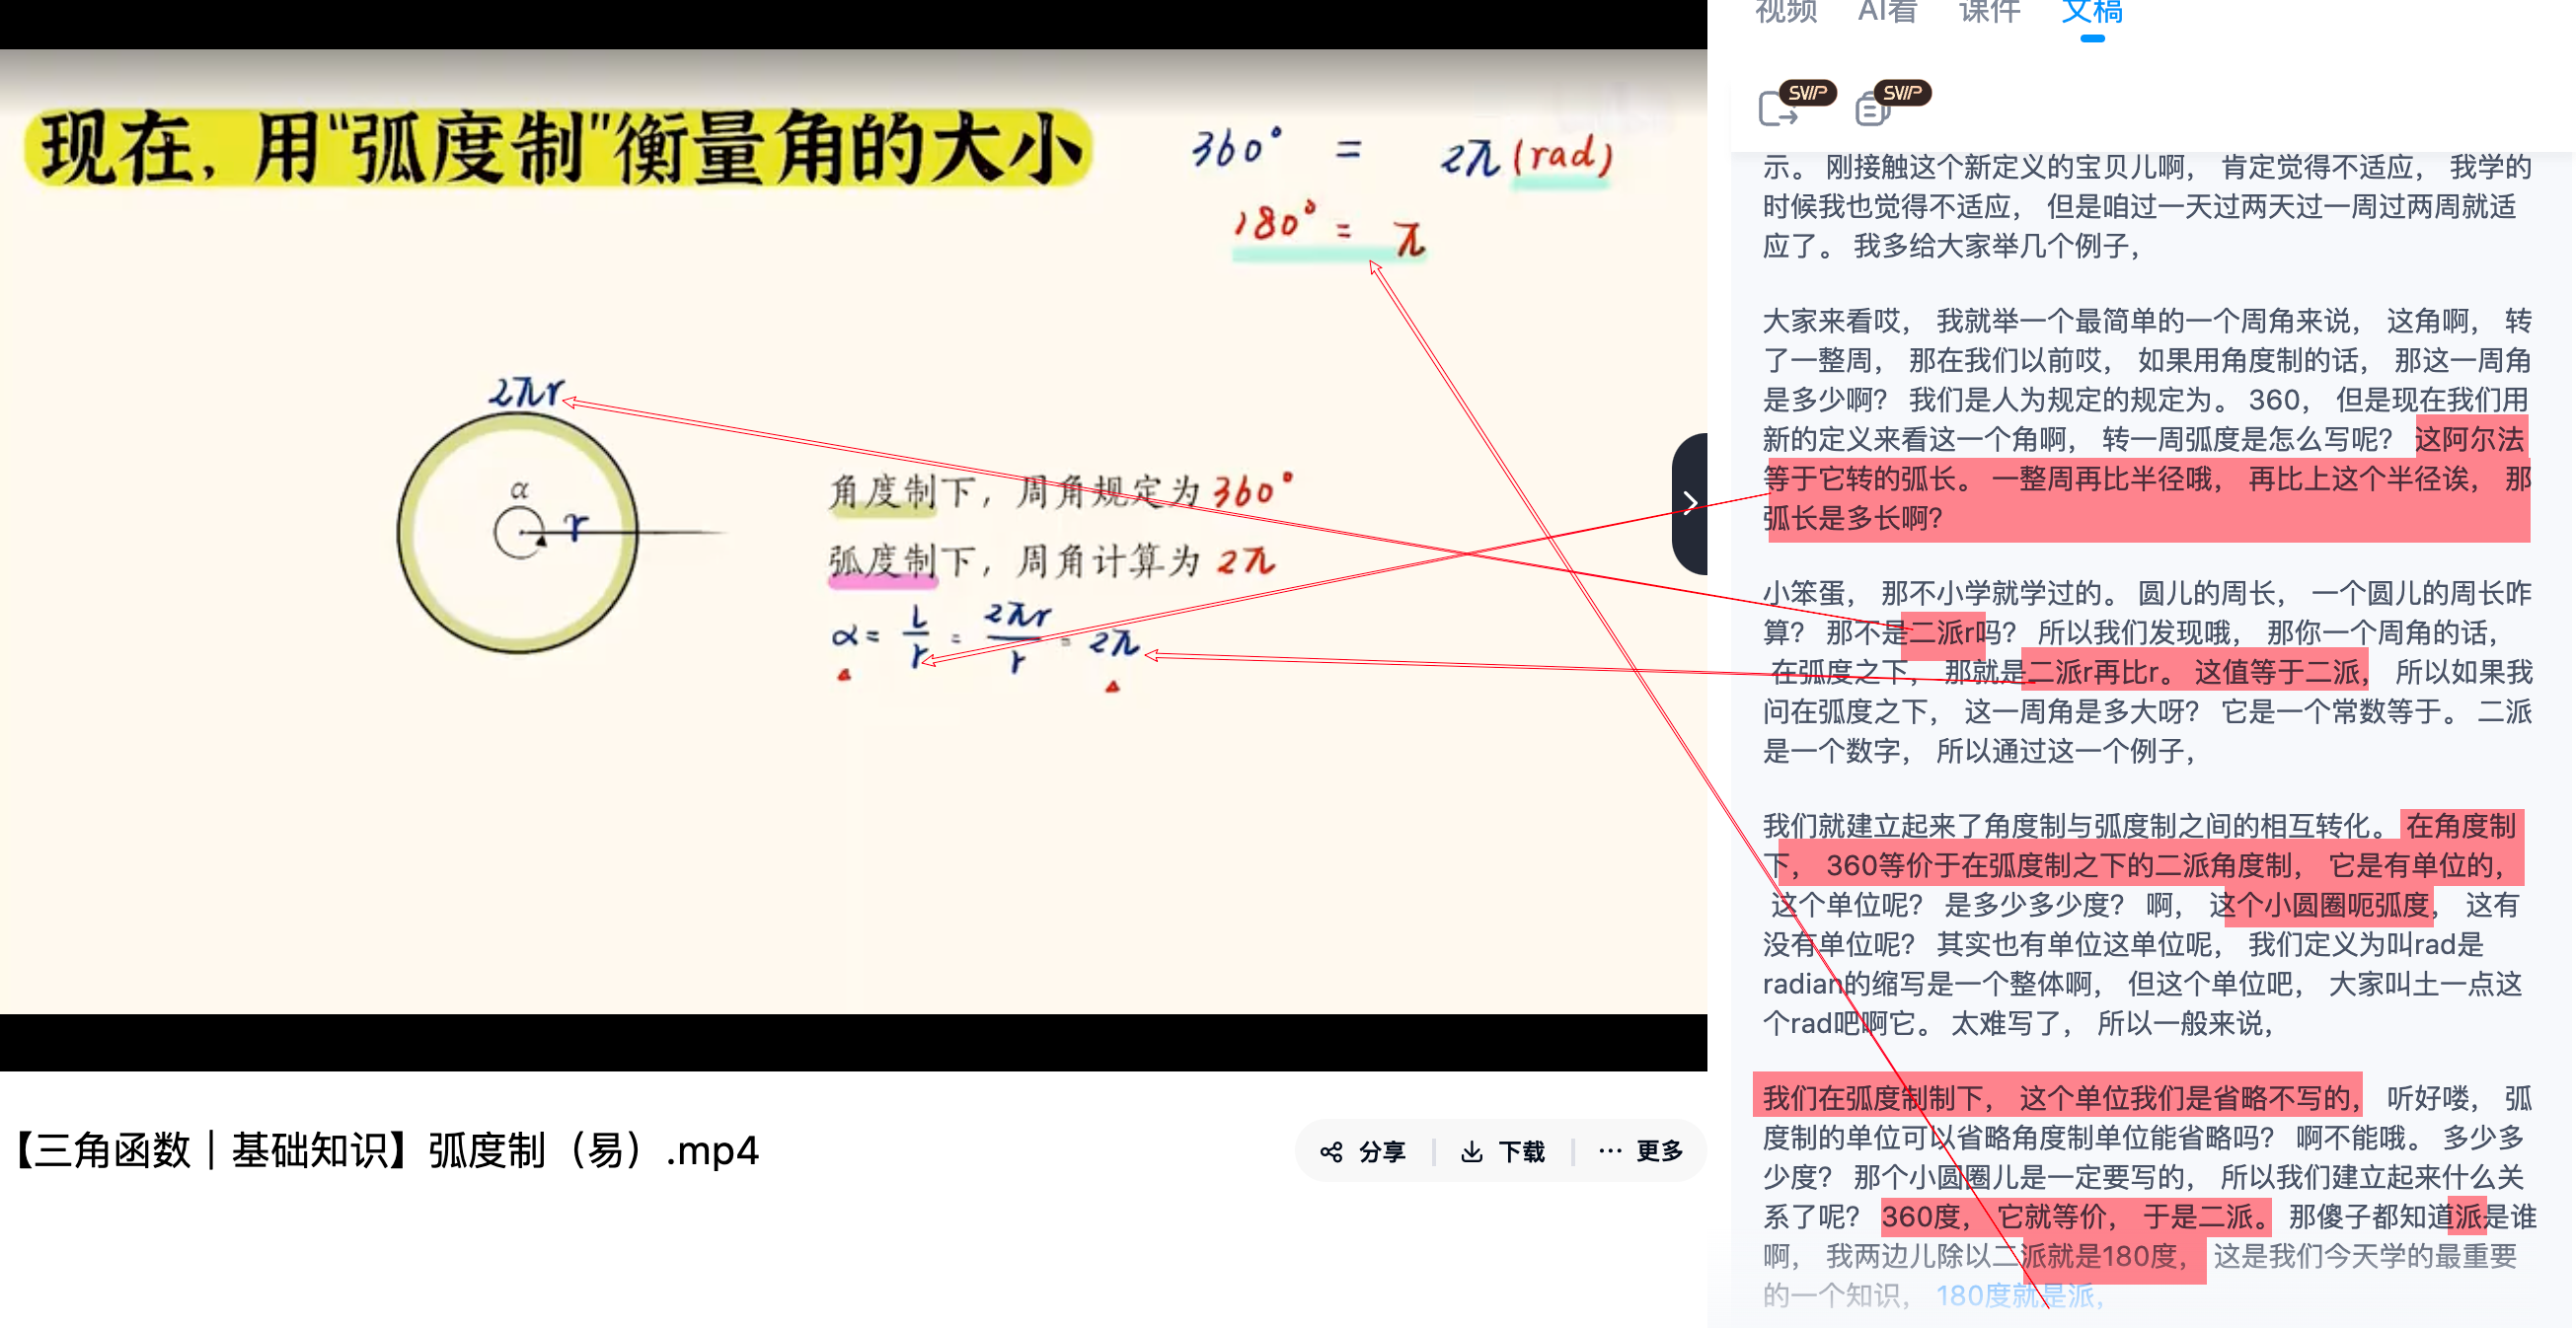 现在，用“弧度制”衡量角的大小
360° = 2π (rad)
180° = π
2πr
α
r
角度制下，周角规定为 360°
弧度制下，周角计算为 2π
α = L/r = 2πr/r = 2π
【三角函数｜基础知识】弧度制（易）.mp4
分享
下载
更多
视频 AI看 课件 文稿
SVIP SVIP
示。 刚接触这个新定义的宝贝儿啊， 肯定觉得不适应， 我学的
时候我也觉得不适应， 但是咱过一天过两天过一周过两周就适
应了。 我多给大家举几个例子，
大家来看哎， 我就举一个最简单的一个周角来说， 这角啊， 转
了一整周， 那在我们以前哎， 如果用角度制的话， 那这一周角
是多少啊？ 我们是人为规定的规定为。 360， 但是现在我们用
新的定义来看这一个角啊， 转一周弧度是怎么写呢？ 这阿尔法
等于它转的弧长。 一整周再比半径哦， 再比上这个半径诶， 那
弧长是多长啊？
小笨蛋， 那不小学就学过的。 圆儿的周长， 一个圆儿的周长咋
算？ 那不是二派r吗？ 所以我们发现哦， 那你一个周角的话，
在弧度之下， 那就是二派r再比r。 这值等于二派， 所以如果我
问在弧度之下， 这一周角是多大呀？ 它是一个常数等于。 二派
是一个数字， 所以通过这一个例子，
我们就建立起来了角度制与弧度制之间的相互转化。 在角度制
下， 360等价于在弧度制之下的二派角度制， 它是有单位的，
这个单位呢？ 是多少多少度？ 啊， 这个小圆圈呃弧度， 这有
没有单位呢？ 其实也有单位这单位呢， 我们定义为叫rad是
radian的缩写是一个整体啊， 但这个单位吧， 大家叫土一点这
个rad吧啊它。 太难写了， 所以一般来说，
我们在弧度制制下， 这个单位我们是省略不写的， 听好喽， 弧
度制的单位可以省略角度制单位能省略吗？ 啊不能哦。 多少多
少度？ 那个小圆圈儿是一定要写的， 所以我们建立起来什么关
系了呢？ 360度， 它就等价， 于是二派。 那傻子都知道派是谁
啊， 我两边儿除以二派就是180度， 这是我们今天学的最重要
的一个知识， 180度就是派，